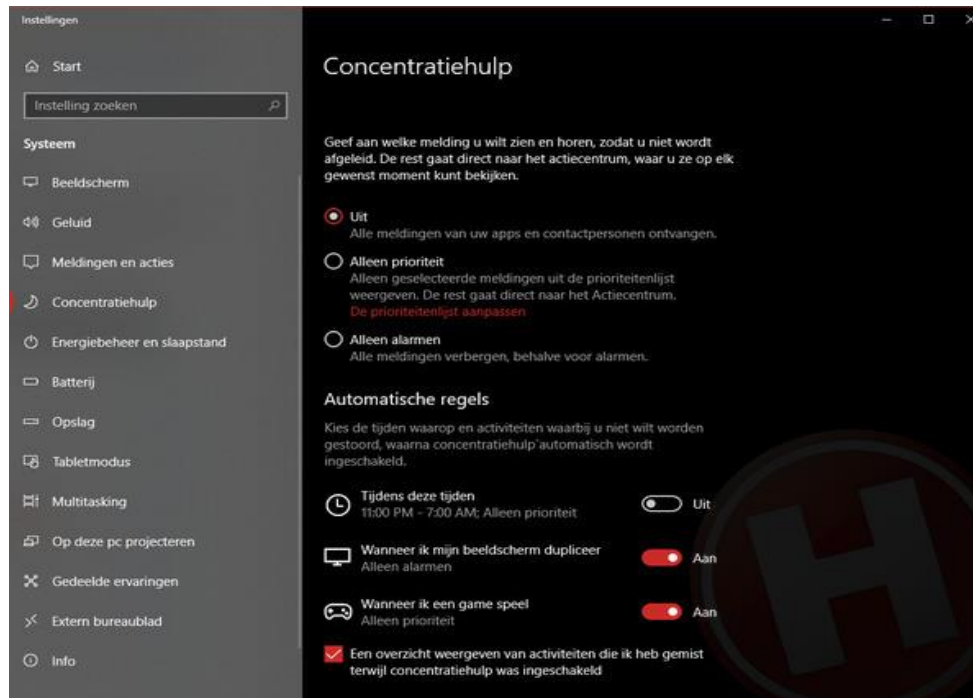 Instellingen
Start
Instelling zoeken
Systeem
Beeldscherm
Geluid
Meldingen en acties
Concentratiehulp
Energiebeheer en slaapstand
Batterij
Opslag
Tabletmodus
Multitasking
Op deze pc projecteren
Gedeelde ervaringen
Extern bureaublad
Info
Concentratiehulp
Geef aan welke melding u wilt zien en horen, zodat u niet wordt
afgeleid. De rest gaat direct naar het actiecentrum, waar u ze op elk
gewenst moment kunt bekijken.
Uit
Alle meldingen van uw apps en contactpersonen ontvangen.
Alleen prioriteit
Alleen geselecteerde meldingen uit de prioriteitenlijst
weergeven. De rest gaat direct naar het Actiecentrum.
De prioriteitenlijst aanpassen
Alleen alarmen
Alle meldingen verbergen, behalve voor alarmen.
Automatische regels
Kies de tijden waarop en activiteiten waarbij u niet wilt worden
gestoord, waarna concentratiehulp automatisch wordt
ingeschakeld.
Tijdens deze tijden
11:00 PM - 7:00 AM; Alleen prioriteit
Uit
Wanneer ik mijn beeldscherm dupliceer
Alleen alarmen
Aan
Wanneer ik een game speel
Alleen prioriteit
Aan
Een overzicht weergeven van activiteiten die ik heb gemist
terwijl concentratiehulp was ingeschakeld
H